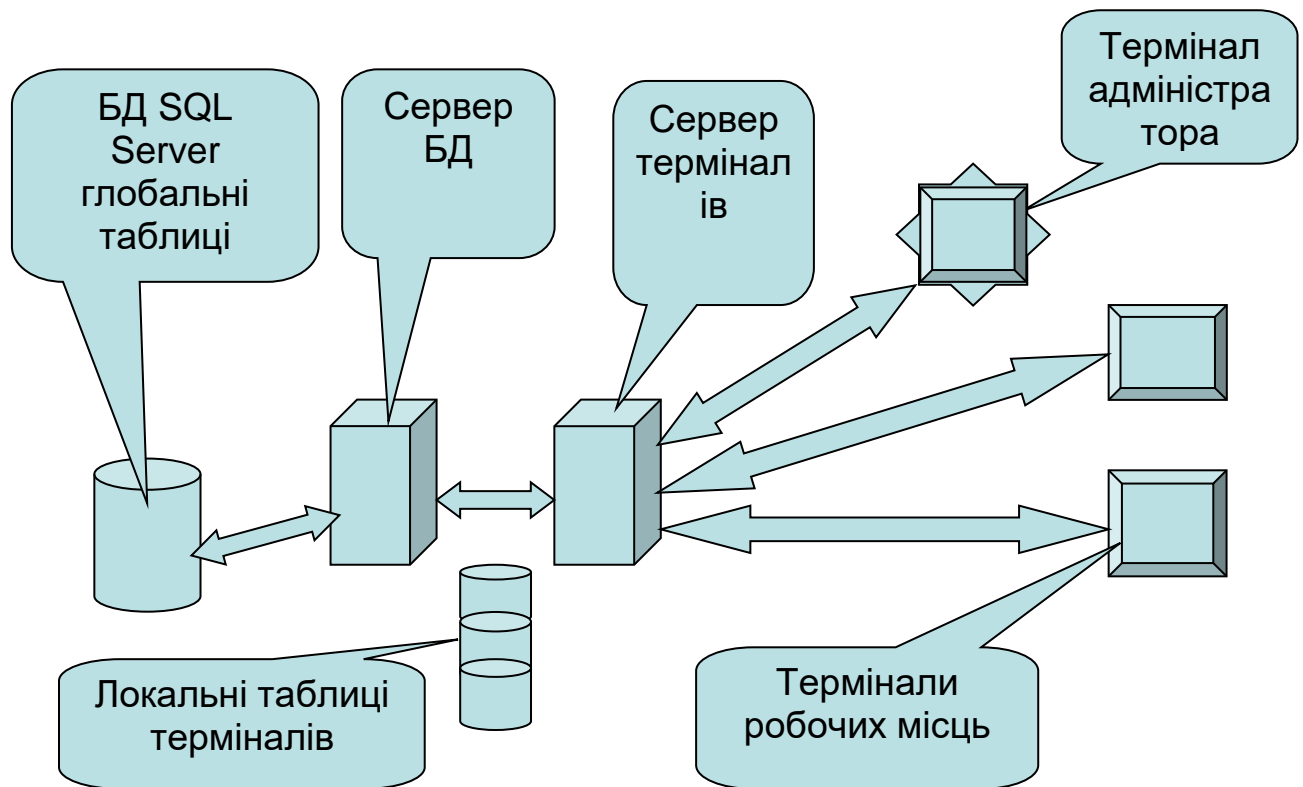 БД SQL
Server
глобальні
таблиці
Сервер
БД
Сервер
термінал
ів
Термінал
адміністра
тора
Локальні таблиці
терміналів
Термінали
робочих місць